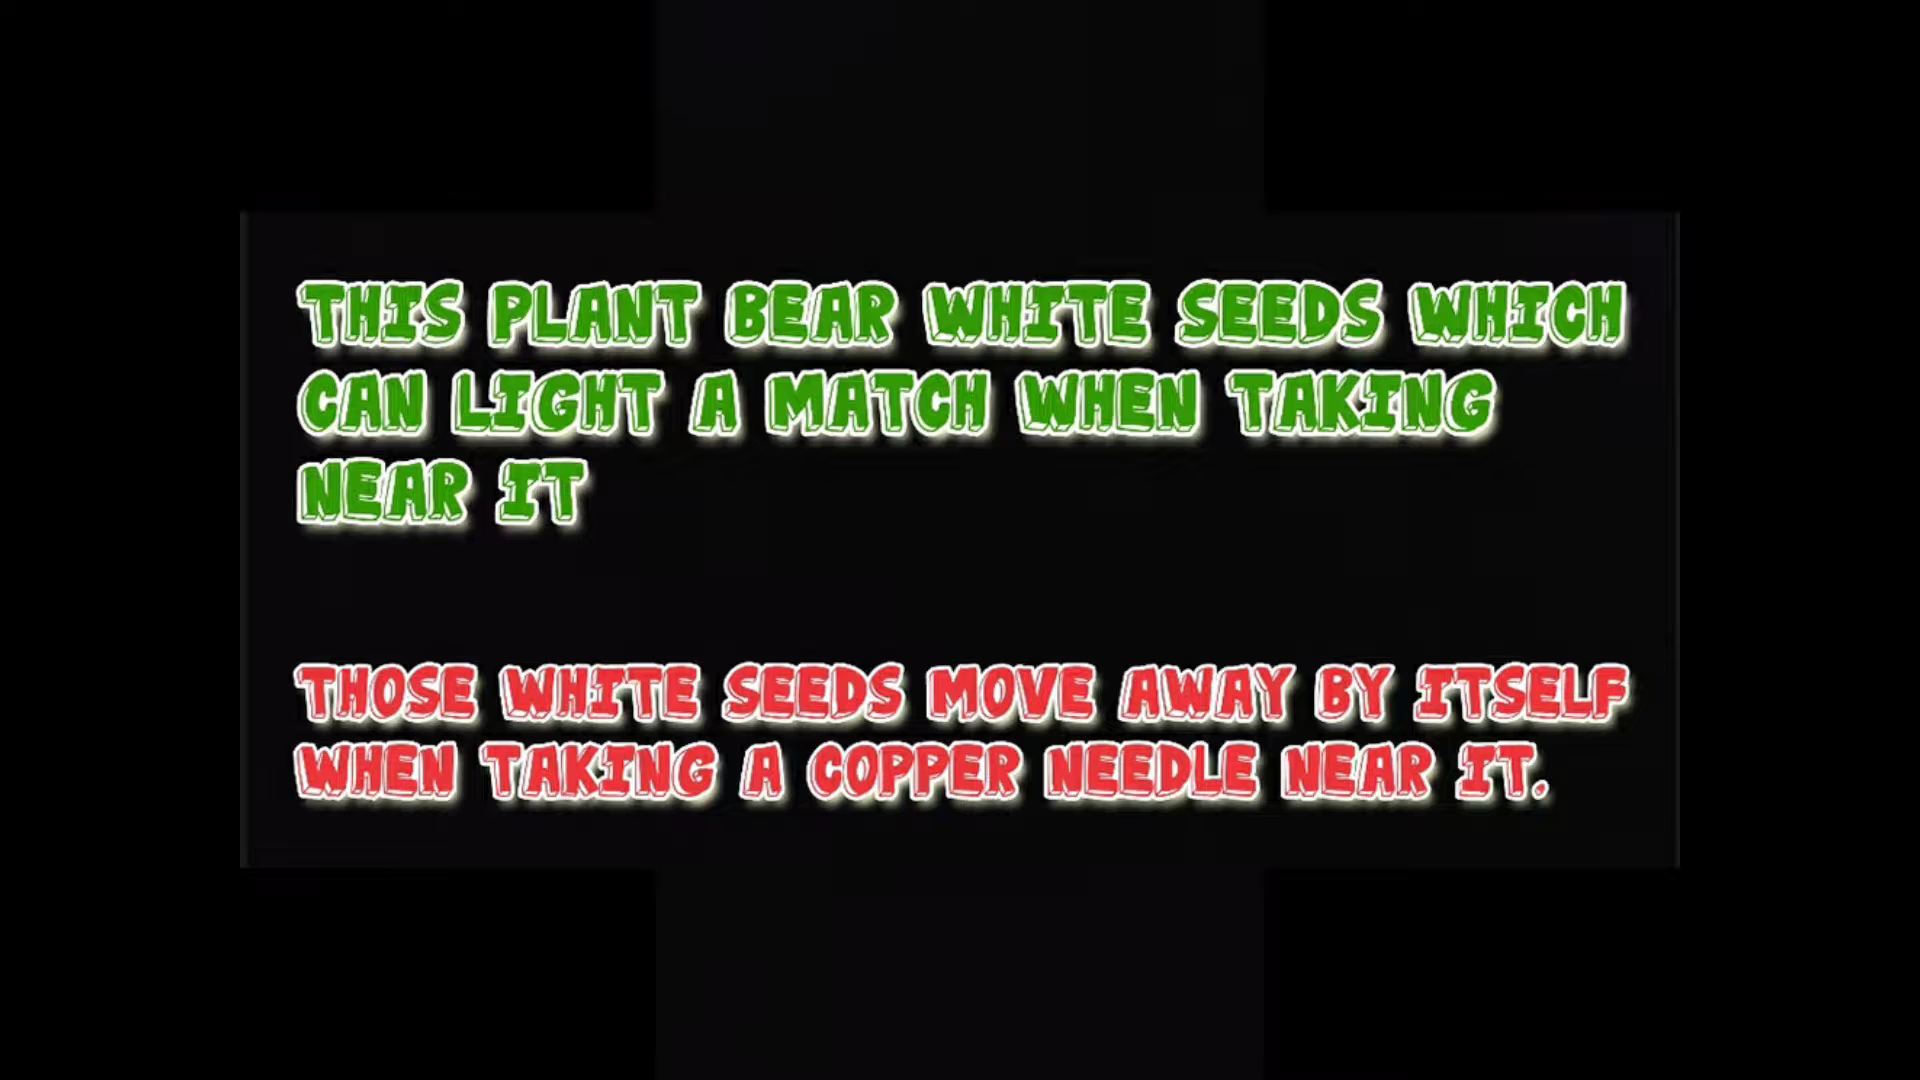 THIS PLANT BEAR WHITE SEEDS WHICH
CAN LIGHT A MATCH WHEN TAKING
NEAR IT
THOSE WHITE SEEDS MOVE AWAY BY ITSELF
WHEN TAKING A COPPER NEEDLE NEAR IT.